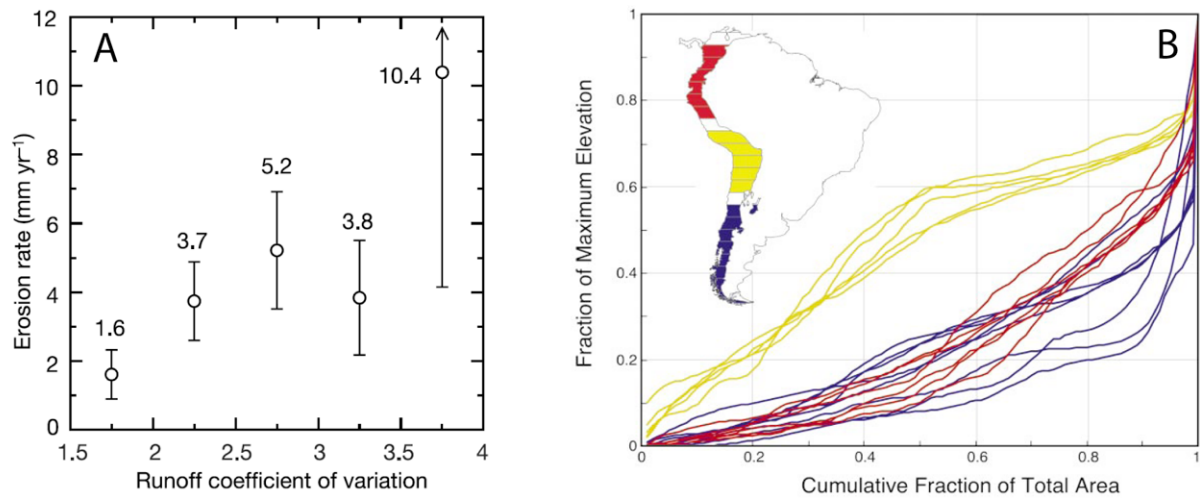 A
12
10
8
6
4
2
0
Erosion rate (mm yr⁻¹)
1.6
3.7
5.2
3.8
10.4
1.5 2 2.5 3 3.5 4
Runoff coefficient of variation
B
1
0.8
0.6
0.4
0.2
0
Fraction of Maximum Elevation
0 0.2 0.4 0.6 0.8 1
Cumulative Fraction of Total Area